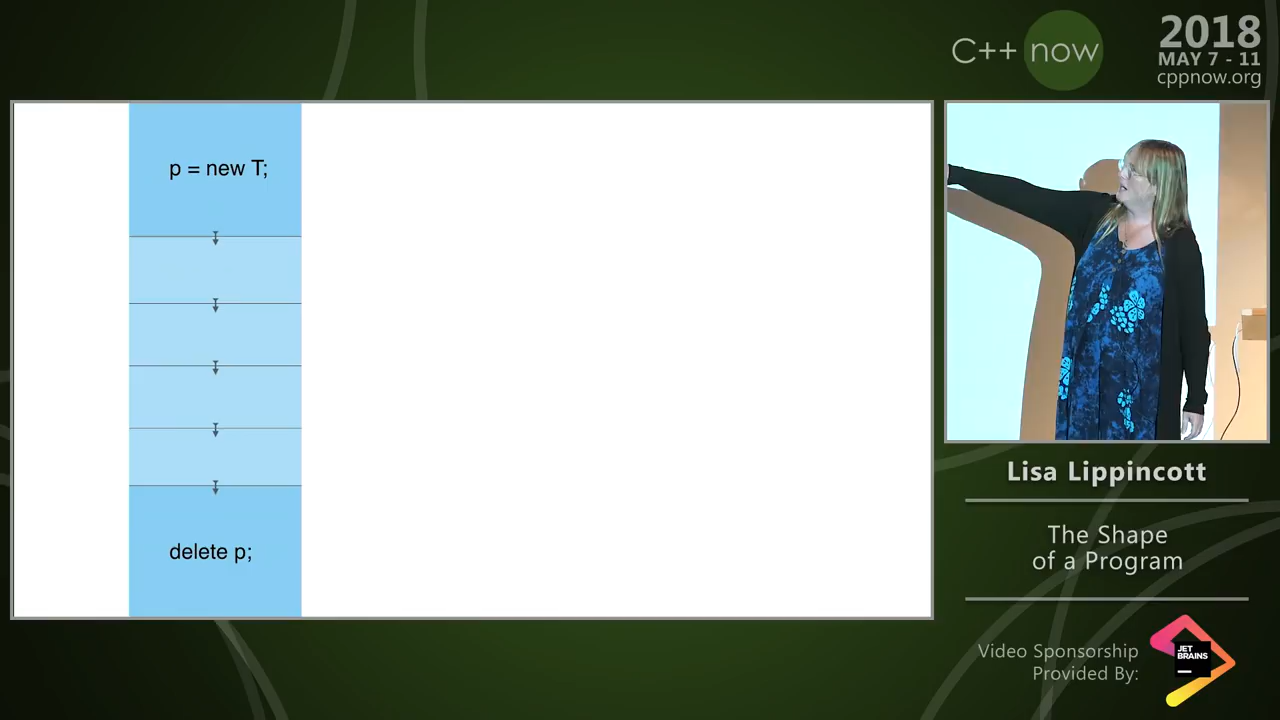 C++ now
2018
MAY 7 - 11
cppnow.org
p = new T;
delete p;
Lisa Lippincott
The Shape
of a Program
Video Sponsorship
Provided By:
JET
BRAINS